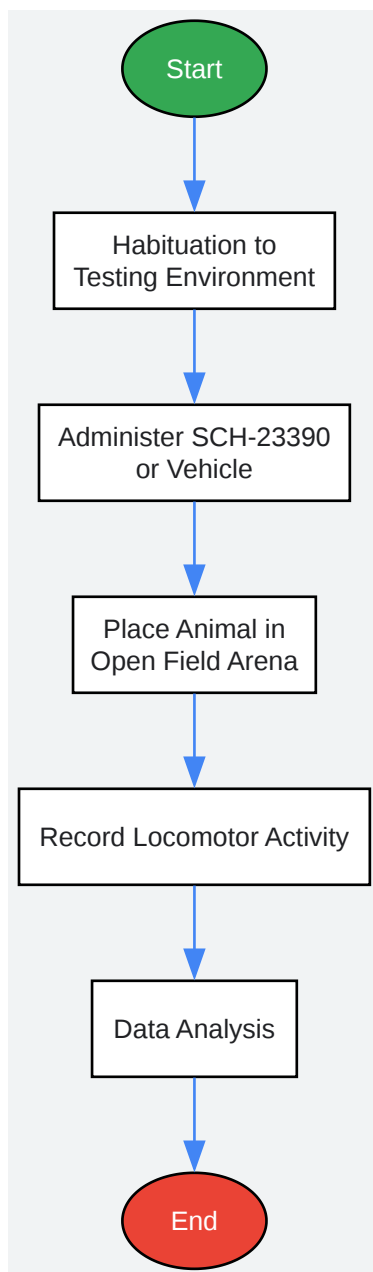 Start
Habituation to
Testing Environment
Administer SCH-23390
or Vehicle
Place Animal in
Open Field Arena
Record Locomotor Activity
Data Analysis
End